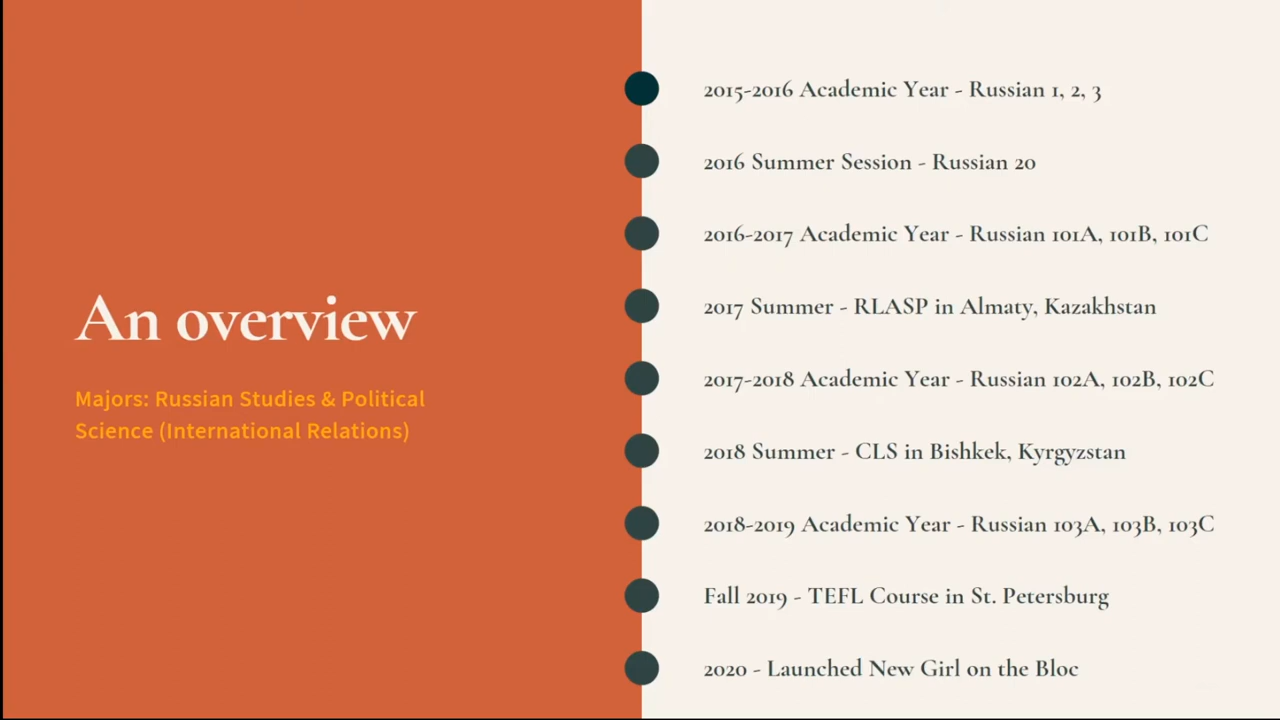 An overview
Majors: Russian Studies & Political
Science (International Relations)
2015-2016 Academic Year - Russian 1, 2, 3
2016 Summer Session - Russian 20
2016-2017 Academic Year - Russian 101A, 101B, 101C
2017 Summer - RLASP in Almaty, Kazakhstan
2017-2018 Academic Year - Russian 102A, 102B, 102C
2018 Summer - CLS in Bishkek, Kyrgyzstan
2018-2019 Academic Year - Russian 103A, 103B, 103C
Fall 2019 - TEFL Course in St. Petersburg
2020 - Launched New Girl on the Bloc